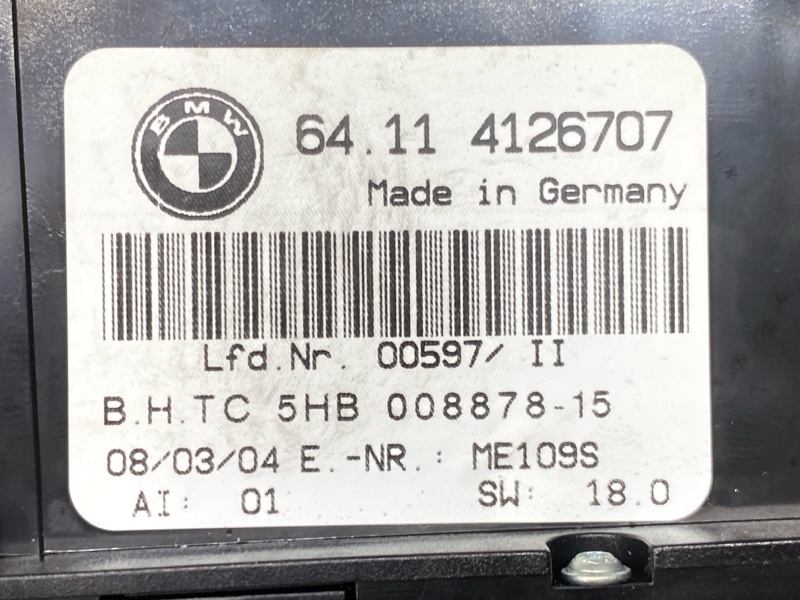 BMW
64.11 4126707
Made in Germany
Lfd.Nr. 00597/ II
B.H.TC 5HB 008878-15
08/03/04 E.-NR.: ME109S
AI: 01 SW: 18.0